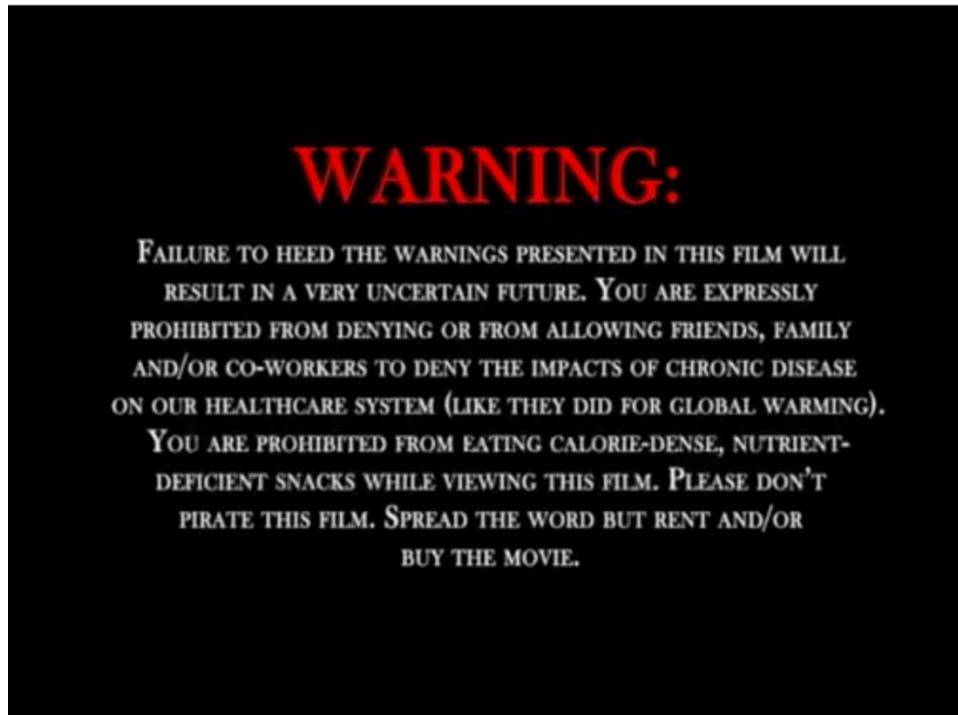 WARNING:
FAILURE TO HEED THE WARNINGS PRESENTED IN THIS FILM WILL
RESULT IN A VERY UNCERTAIN FUTURE. YOU ARE EXPRESSLY
PROHIBITED FROM DENYING OR FROM ALLOWING FRIENDS, FAMILY
AND/OR CO-WORKERS TO DENY THE IMPACTS OF CHRONIC DISEASE
ON OUR HEALTHCARE SYSTEM (LIKE THEY DID FOR GLOBAL WARMING).
YOU ARE PROHIBITED FROM EATING CALORIE-DENSE, NUTRIENT-
DEFICIENT SNACKS WHILE VIEWING THIS FILM. PLEASE DON'T
PIRATE THIS FILM. SPREAD THE WORD BUT RENT AND/OR
BUY THE MOVIE.